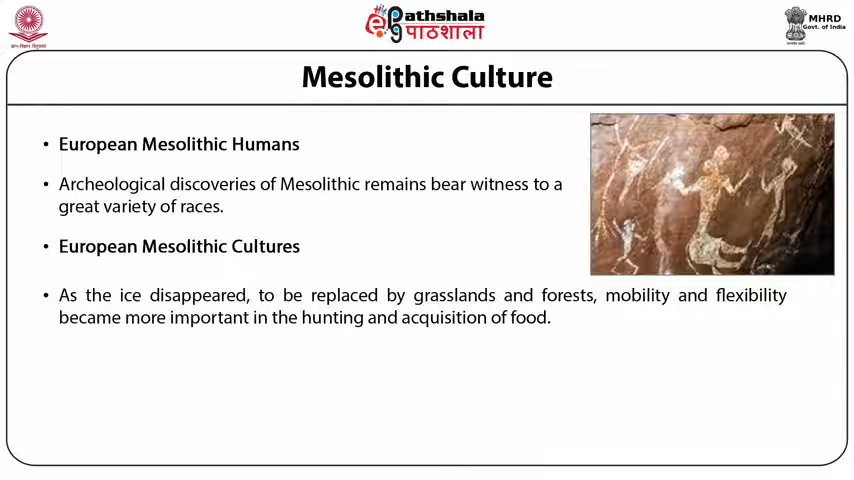 ज्ञान-विज्ञान विमुक्तये
ePathshala
पाठशाला
MHRD
Govt. of India
Mesolithic Culture
• European Mesolithic Humans
• Archeological discoveries of Mesolithic remains bear witness to a
great variety of races.
• European Mesolithic Cultures
• As the ice disappeared, to be replaced by grasslands and forests, mobility and flexibility
became more important in the hunting and acquisition of food.